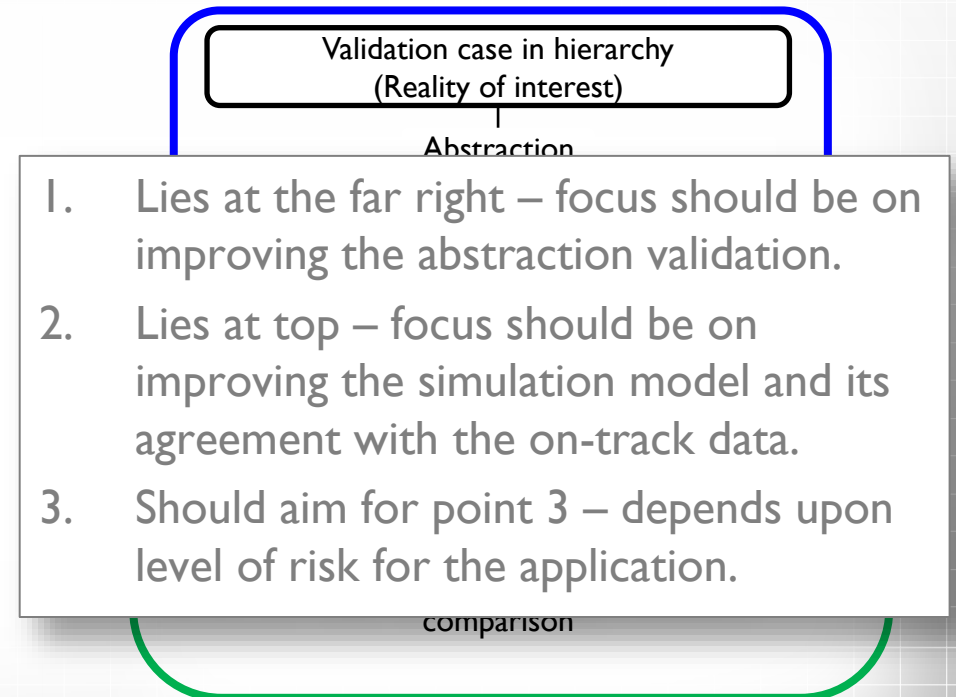 Validation case in hierarchy
(Reality of interest)
Abstraction
1. Lies at the far right – focus should be on
improving the abstraction validation.
2. Lies at top – focus should be on
improving the simulation model and its
agreement with the on-track data.
3. Should aim for point 3 – depends upon
level of risk for the application.
comparison